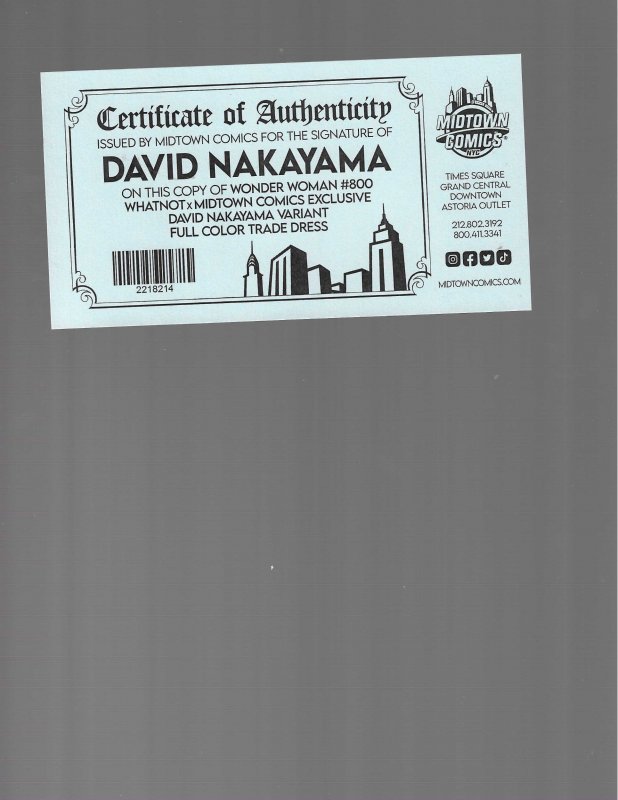 Certificate of Authenticity
ISSUED BY MIDTOWN COMICS FOR THE SIGNATURE OF
DAVID NAKAYAMA
ON THIS COPY OF WONDER WOMAN #800
WHATNOT x MIDTOWN COMICS EXCLUSIVE
DAVID NAKAYAMA VARIANT
FULL COLOR TRADE DRESS
2218214
MIDTOWN
COMICS®
NYC
TIMES SQUARE
GRAND CENTRAL
DOWNTOWN
ASTORIA OUTLET
212.802.3192
800.411.3341
MIDTOWNCOMICS.COM